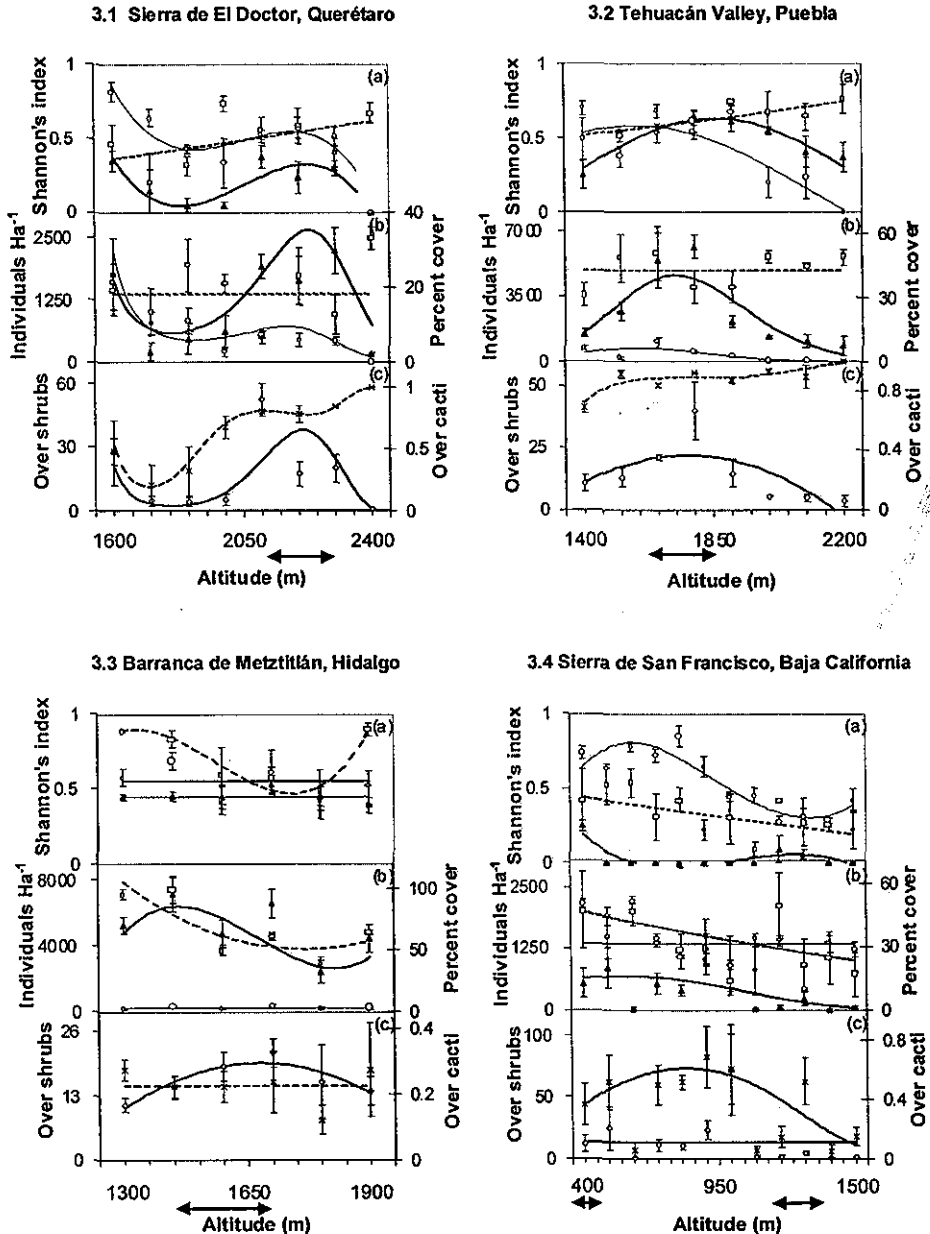 3.1 Sierra de El Doctor, Querétaro
Shannon's index
1
0.5
0
(a)
Individuals Ha-1
2500
1250
0
(b)
40
20
0
Percent cover
Over shrubs
60
30
0
(c)
1
0.5
0
Over cacti
1600
2050
2400
Altitude (m)
3.2 Tehuacán Valley, Puebla
Shannon's index
1
0.5
0
(a)
Individuals Ha-1
7000
3500
0
(b)
60
30
0
Percent cover
Over shrubs
50
25
0
(c)
0.8
0.4
0
Over cacti
1400
1850
2200
Altitude (m)
3.3 Barranca de Metztitlán, Hidalgo
Shannon's index
1
0.5
0
(a)
Individuals Ha-1
8000
4000
0
(b)
100
50
0
Percent cover
Over shrubs
26
13
0
(c)
0.4
0.2
0
Over cacti
1300
1650
1900
Altitude (m)
3.4 Sierra de San Francisco, Baja California
Shannon's index
1
0.5
0
(a)
Individuals Ha-1
2500
1250
0
(b)
60
30
0
Percent cover
Over shrubs
100
50
0
(c)
0.8
0.4
0
Over cacti
400
950
1500
Altitude (m)